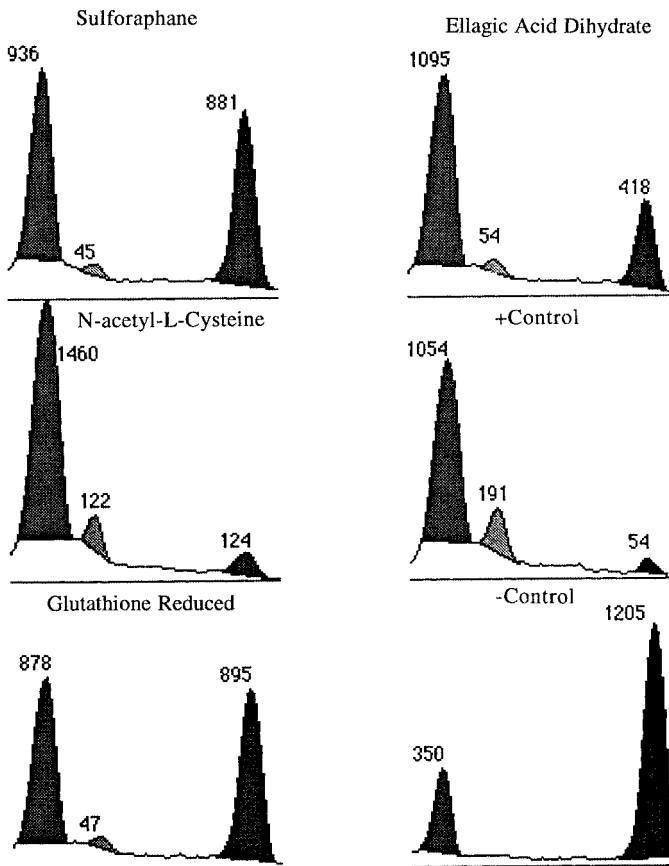 Sulforaphane
936
45
881
Ellagic Acid Dihydrate
1095
54
418
N-acetyl-L-Cysteine
1460
122
124
+Control
1054
191
54
Glutathione Reduced
878
47
895
-Control
350
1205